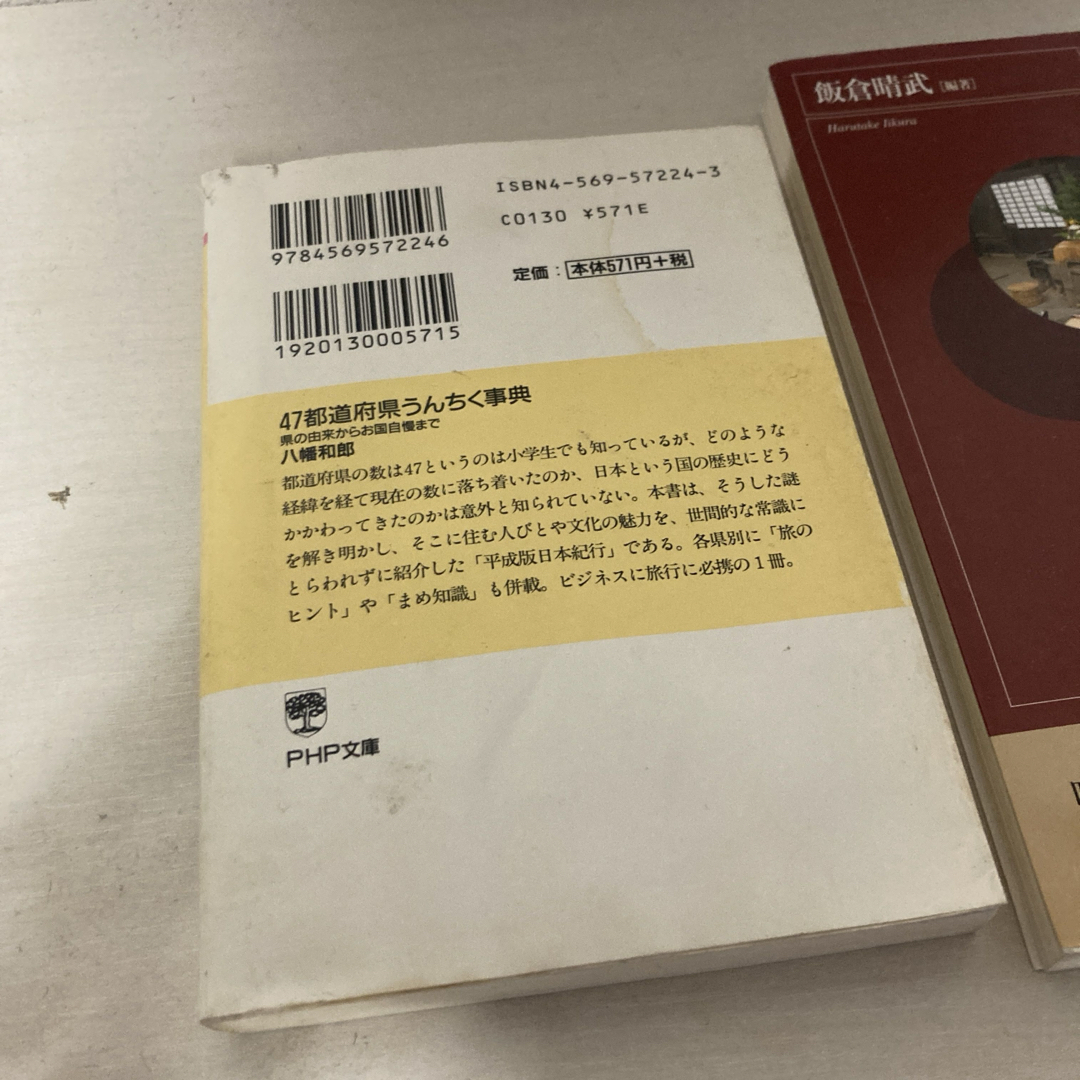 9784569572246
ISBN4-569-57224-3
C0130 ¥571E
定価：本体571円+税
1920130005715
47都道府県うんちく事典
県の由来からお国自慢まで
八幡和郎
都道府県の数は47というのは小学生でも知っているが、どのような
経緯を経て現在の数に落ち着いたのか、日本という国の歴史にどう
かかわってきたのかは意外と知られていない。本書は、そうした謎
を解き明かし、そこに住む人びとや文化の魅力を、世間的な常識に
とらわれずに紹介した「平成版日本紀行」である。各県別に「旅の
ヒント」や「まめ知識」も併載。ビジネスに旅行に必携の1冊。
PHP文庫
飯倉晴武［編著］
Harutake Iikura